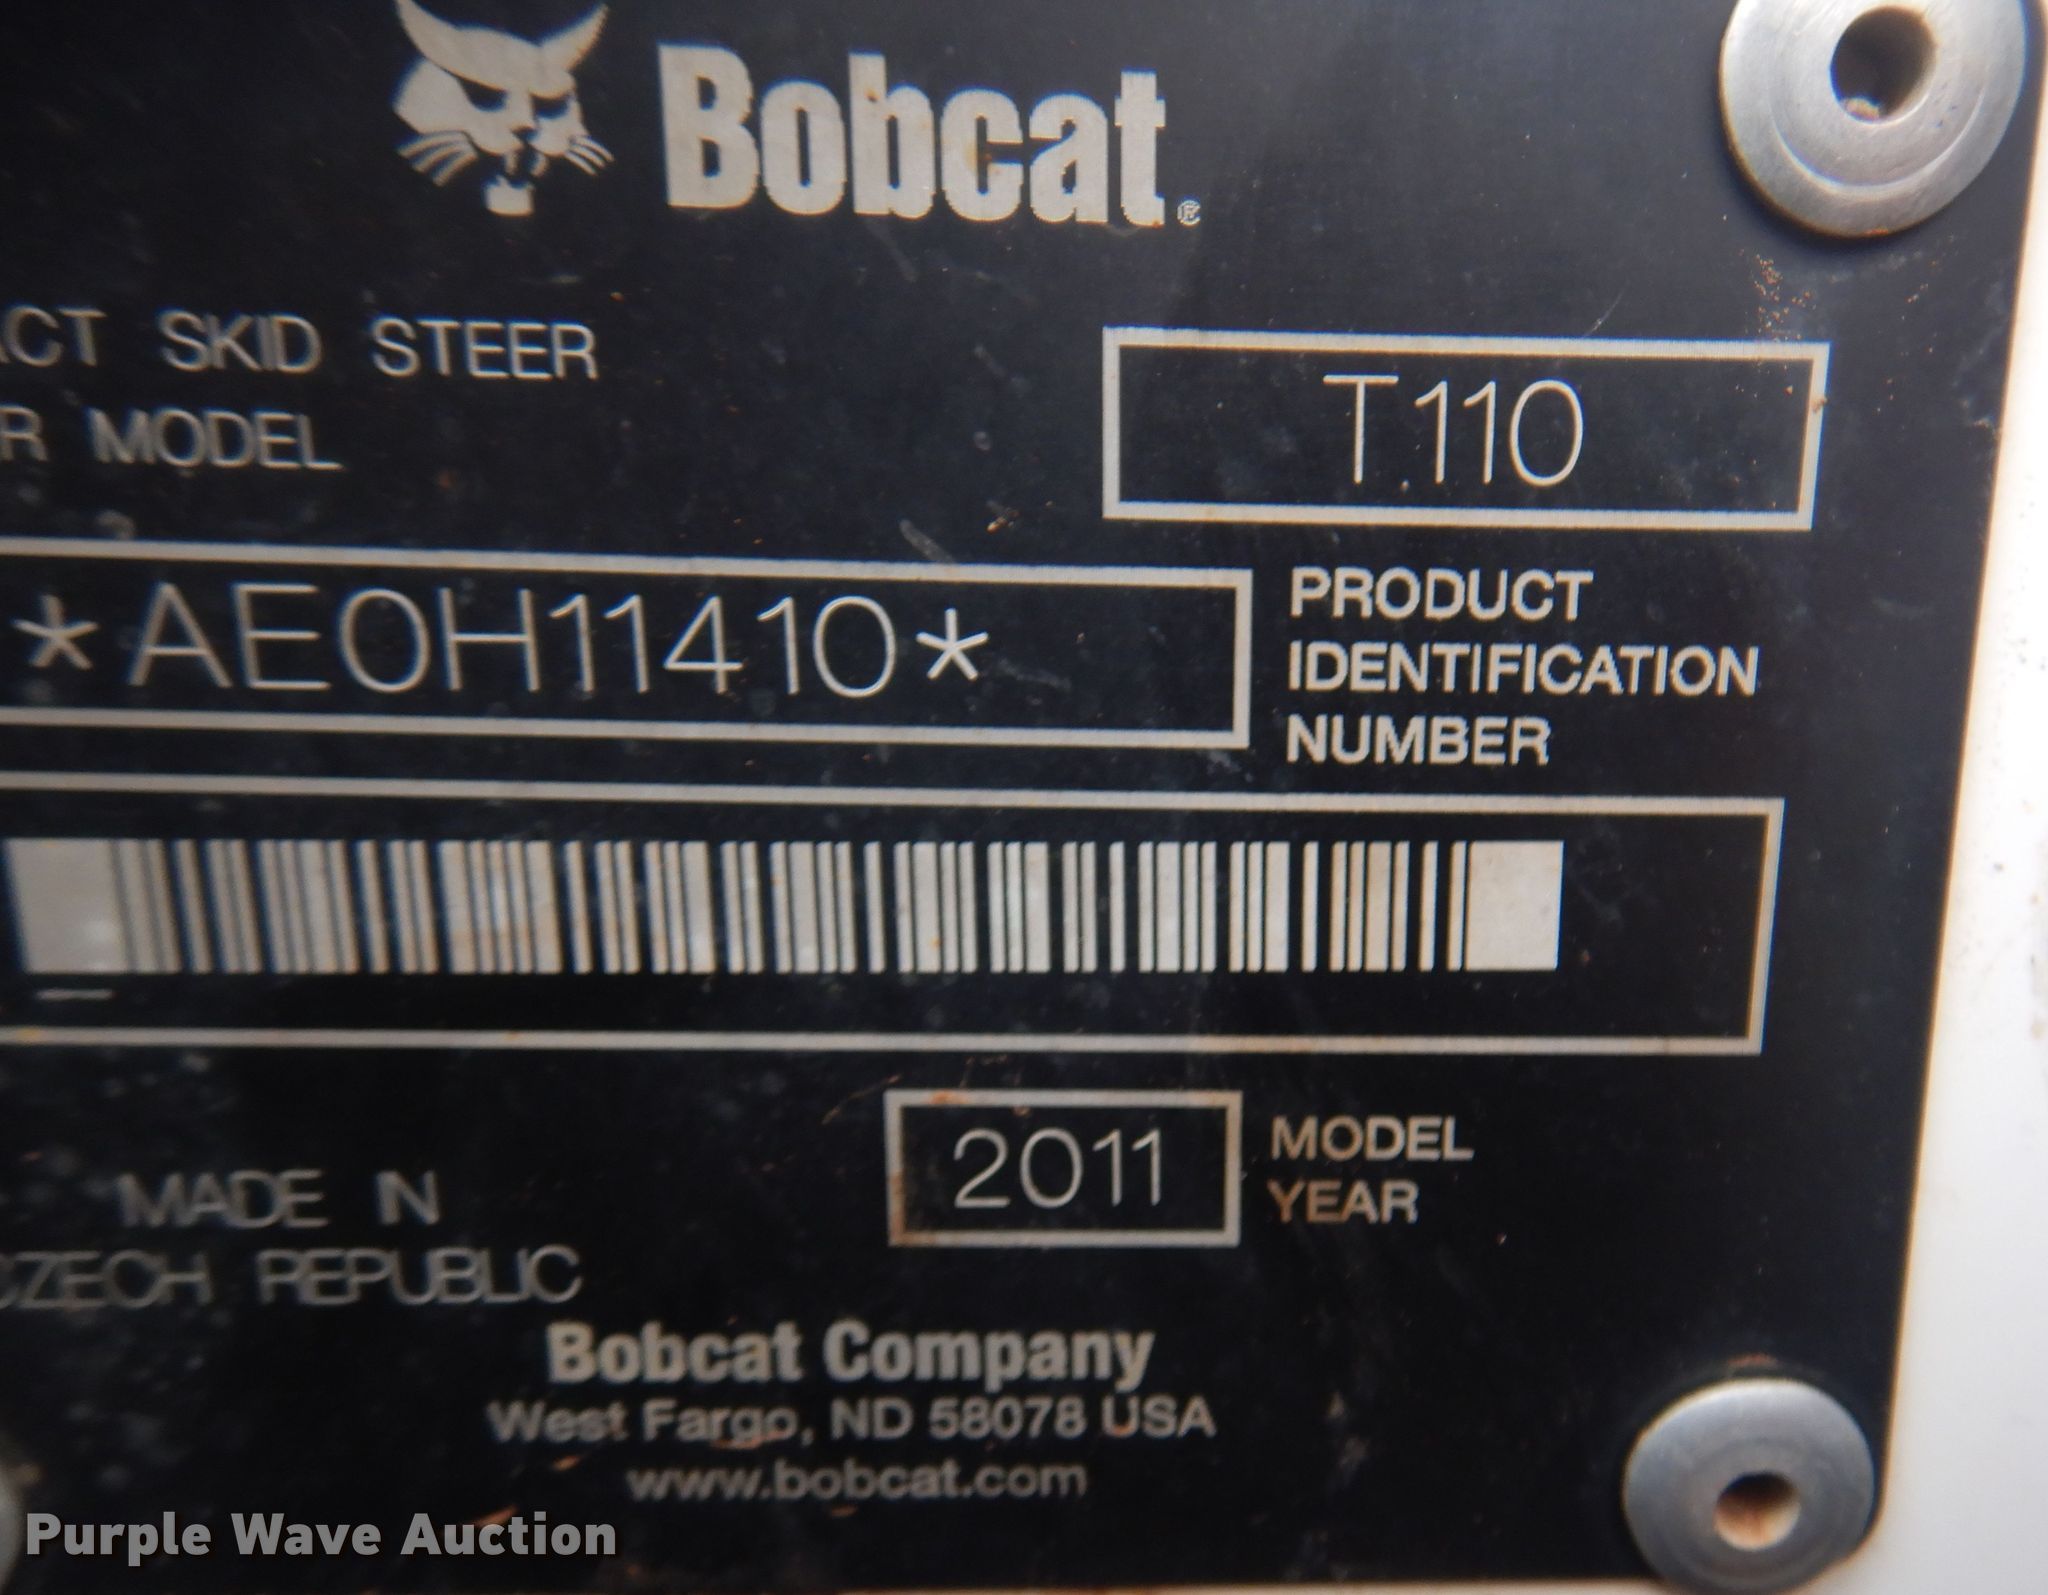 Bobcat®
ACT SKID STEER
R MODEL
T110
*AE0H11410*
PRODUCT
IDENTIFICATION
NUMBER
2011
MODEL
YEAR
MADE IN
CZECH REPUBLIC
Bobcat Company
West Fargo, ND 58078 USA
www.bobcat.com
Purple Wave Auction